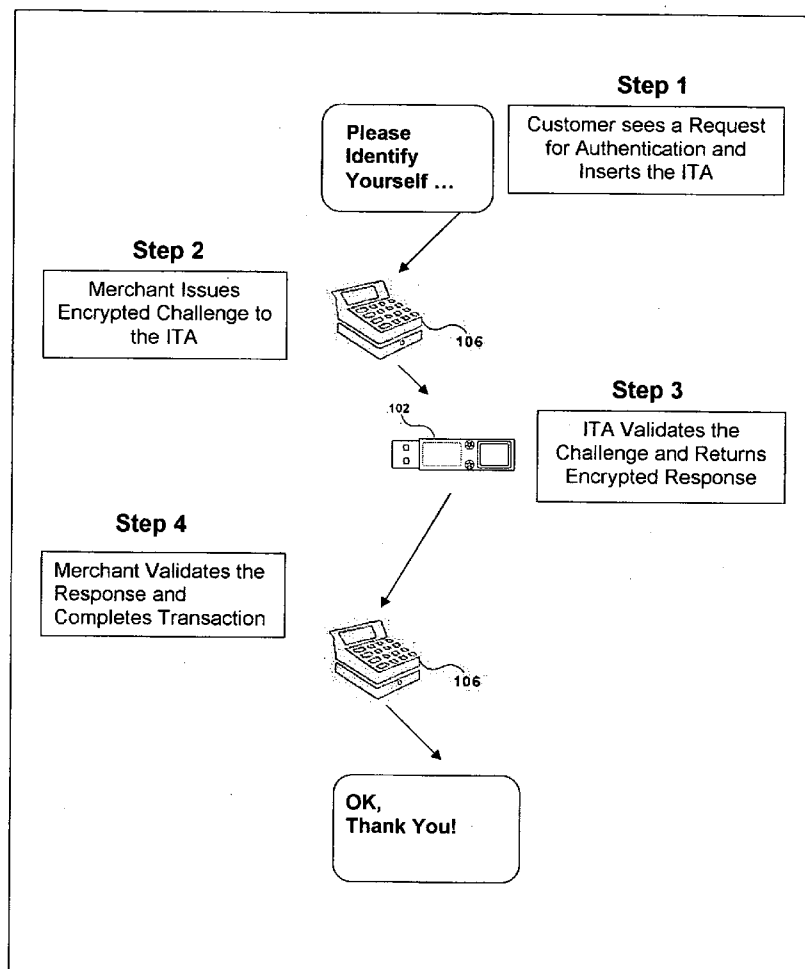 Step 1
Please
Identify
Yourself ...
Customer sees a Request
for Authentication and
Inserts the ITA
Step 2
Merchant Issues
Encrypted Challenge to
the ITA
106
Step 3
102
ITA Validates the
Challenge and Returns
Encrypted Response
Step 4
Merchant Validates the
Response and
Completes Transaction
106
OK,
Thank You!